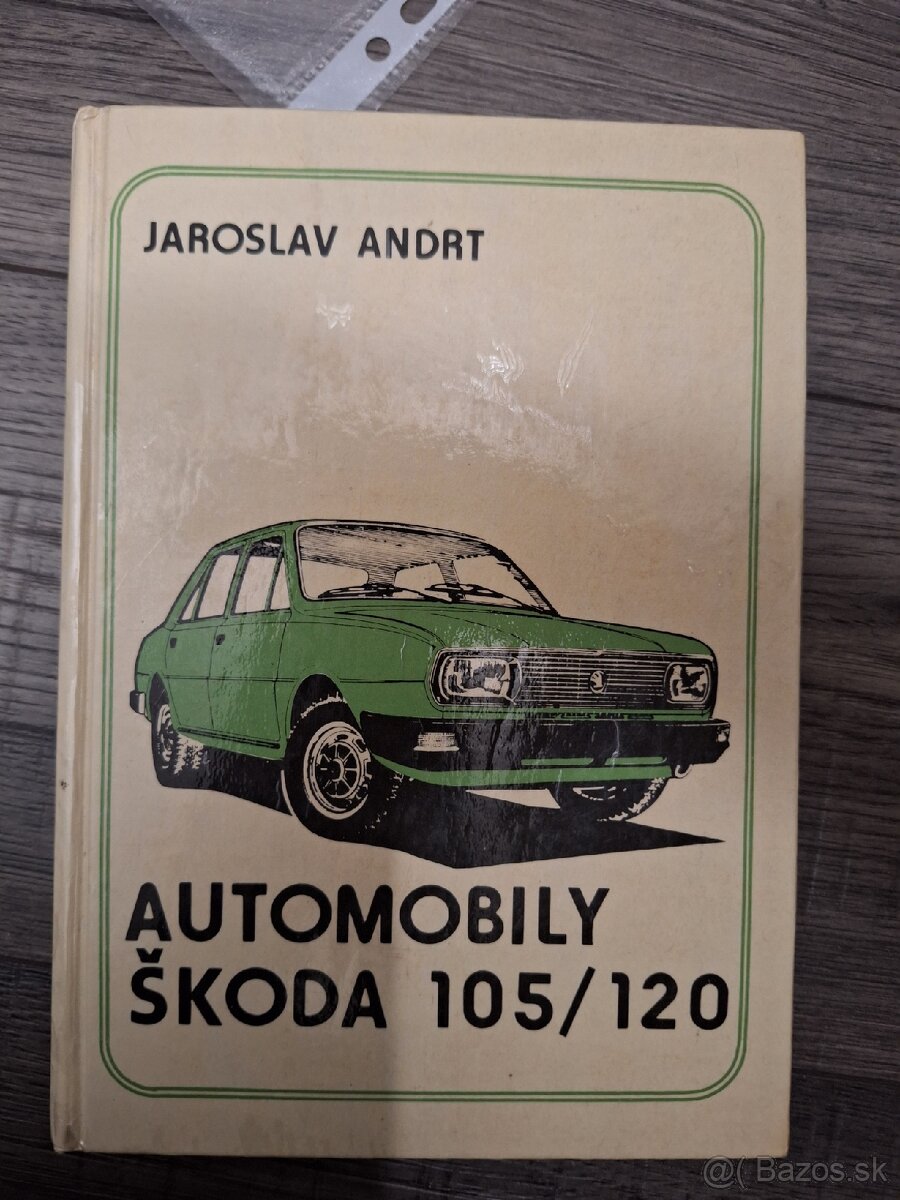 JAROSLAV ANDRT
AUTOMOBILY
ŠKODA 105/120
@( Bazos.sk